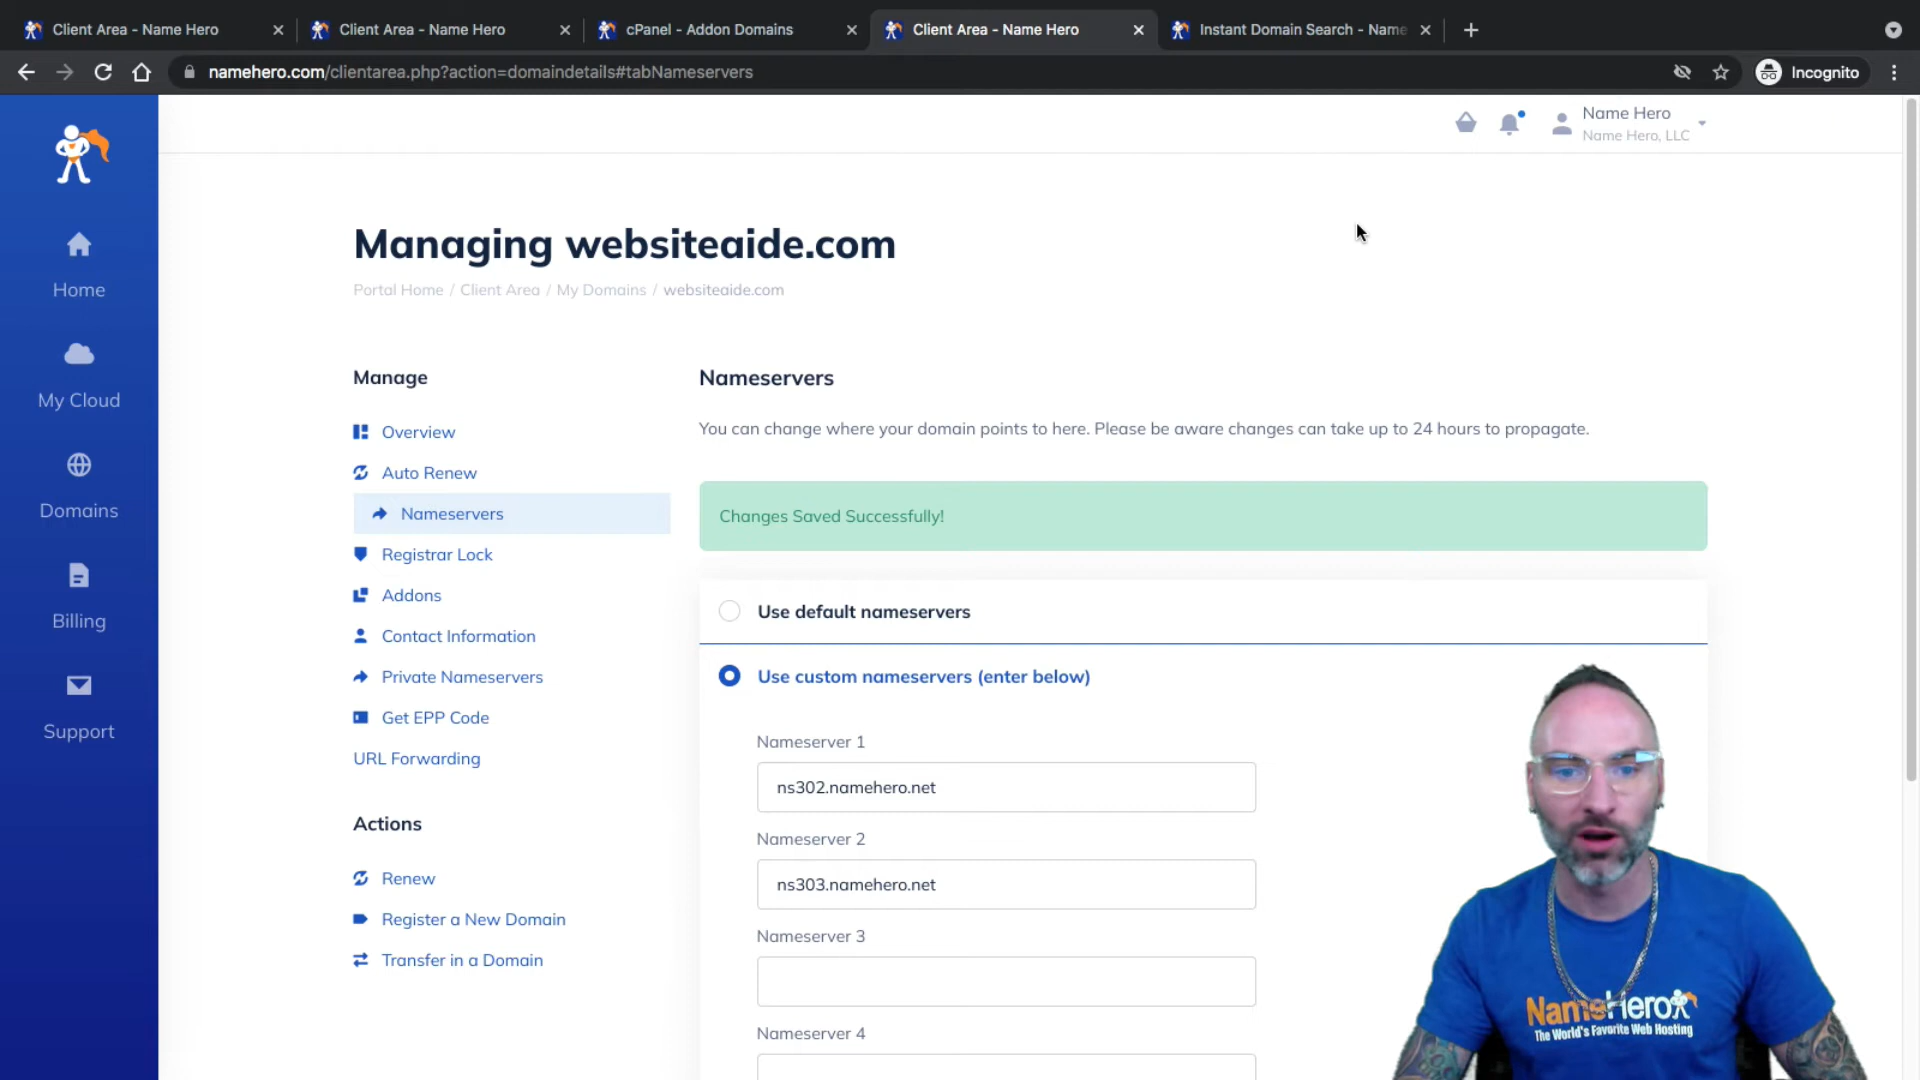 Client Area - Name Hero
Client Area - Name Hero
cPanel - Addon Domains
Client Area - Name Hero
Instant Domain Search - Name
namehero.com/clientarea.php?action=domaindetails#tabNameservers
Incognito
Name Hero
Name Hero, LLC
Home
My Cloud
Domains
Billing
Support
Managing websiteaide.com
Portal Home / Client Area / My Domains / websiteaide.com
Manage
Overview
Auto Renew
Nameservers
Registrar Lock
Addons
Contact Information
Private Nameservers
Get EPP Code
URL Forwarding
Actions
Renew
Register a New Domain
Transfer in a Domain
Nameservers
You can change where your domain points to here. Please be aware changes can take up to 24 hours to propagate.
Changes Saved Successfully!
Use default nameservers
Use custom nameservers (enter below)
Nameserver 1
ns302.namehero.net
Nameserver 2
ns303.namehero.net
Nameserver 3
Nameserver 4
NameHero
The World's Favorite Web Hosting